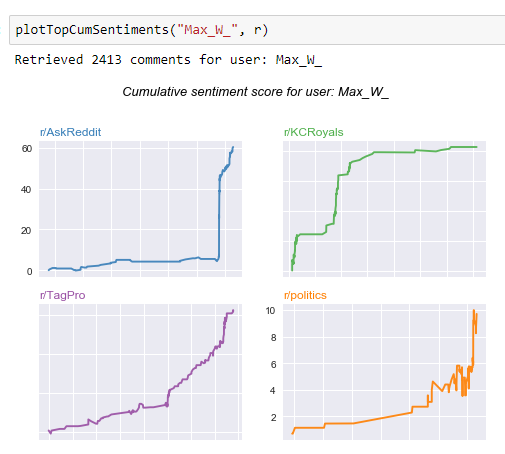 plotTopCumSentiments("Max_W_", r)
Retrieved 2413 comments for user: Max_W_
Cumulative sentiment score for user: Max_W_
r/AskReddit
60
40
20
0
r/KCRoyals
r/TagPro
r/politics
10
8
6
4
2